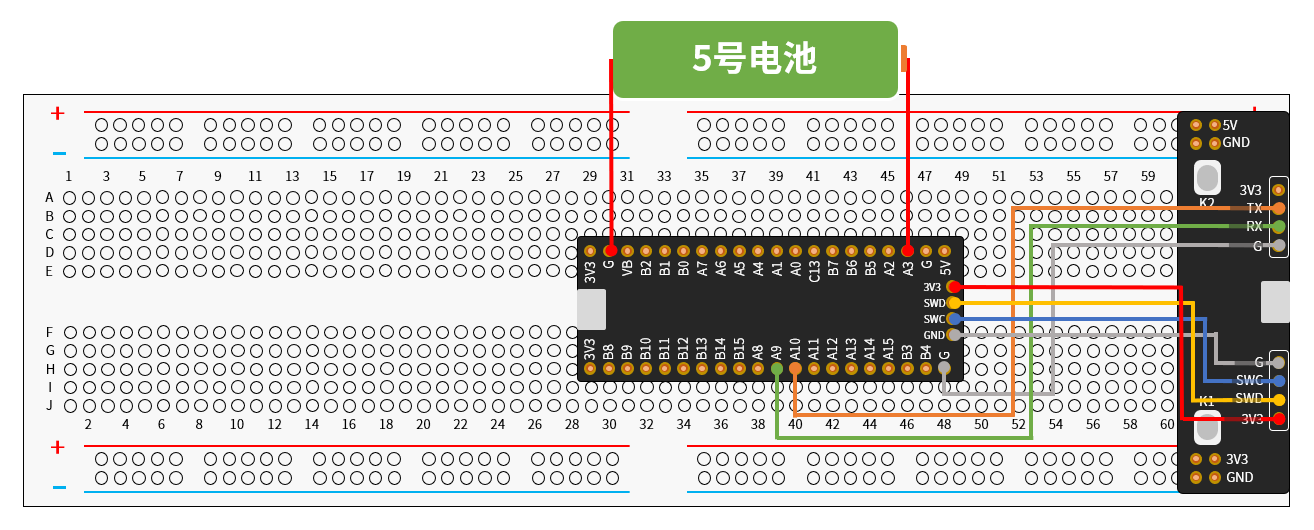 5号电池
+
5V
GND
−
1 3 5 7 9 11 13 15 17 19 21 23 25 27 29 31 33 35 37 39 41 43 45 47 49 51 53 55 57 59
A
B
C
D
E
3V3 G VB B2 B1 B0 A7 A6 A5 A4 A1 A0 C13 B7 B6 B5 A2 A3 G 5V
3V3
SWD
SWC
GND
3V3 B8 B9 B10 B11 B12 B13 B14 B15 A8 A9 A10 A11 A12 A13 A14 A15 B3 B4 G
F
G
H
I
J
2 4 6 8 10 12 14 16 18 20 22 24 26 28 30 32 34 36 38 40 42 44 46 48 50 52 54 56 58 60
K2
3V3
TX
RX
G
G
SWC
SWD
K1
3V3
+
3V3
GND
−